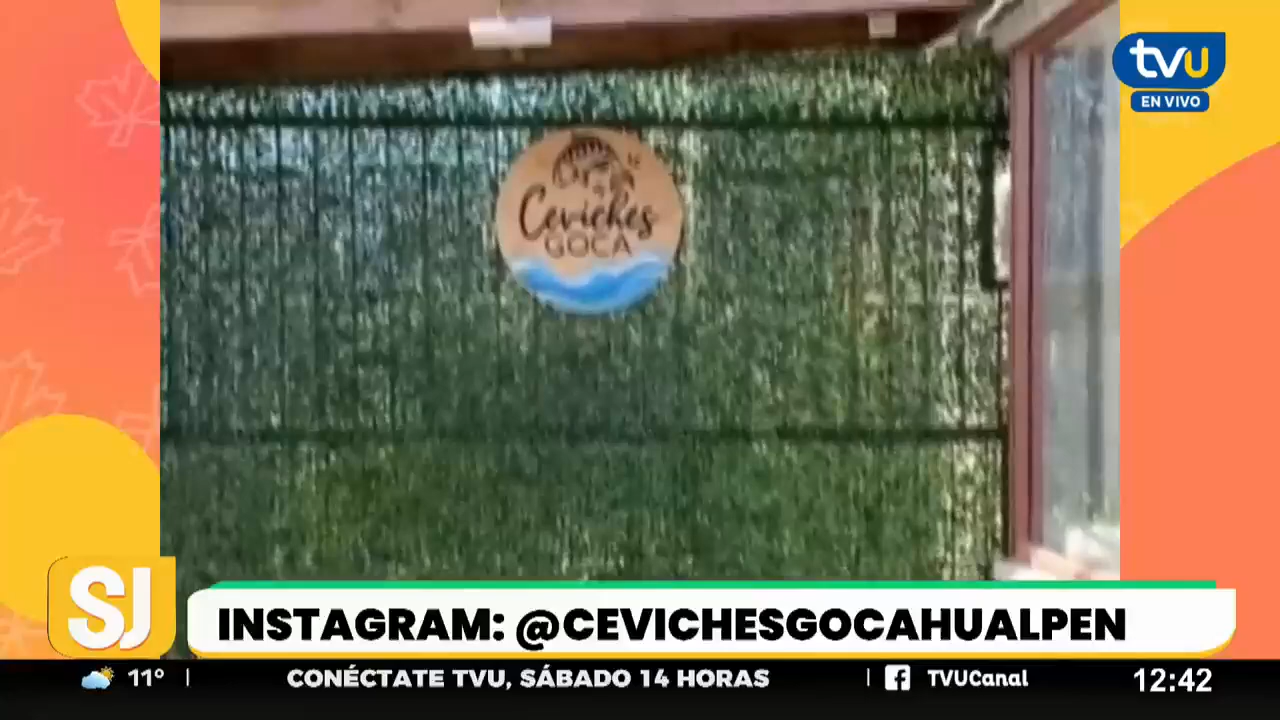 tvu
EN VIVO
Ceviches
GOCA
SJ
INSTAGRAM: @CEVICHESGOCAHUALPEN
11° | CONÉCTATE TVU, SÁBADO 14 HORAS | TVUCanal 12:42